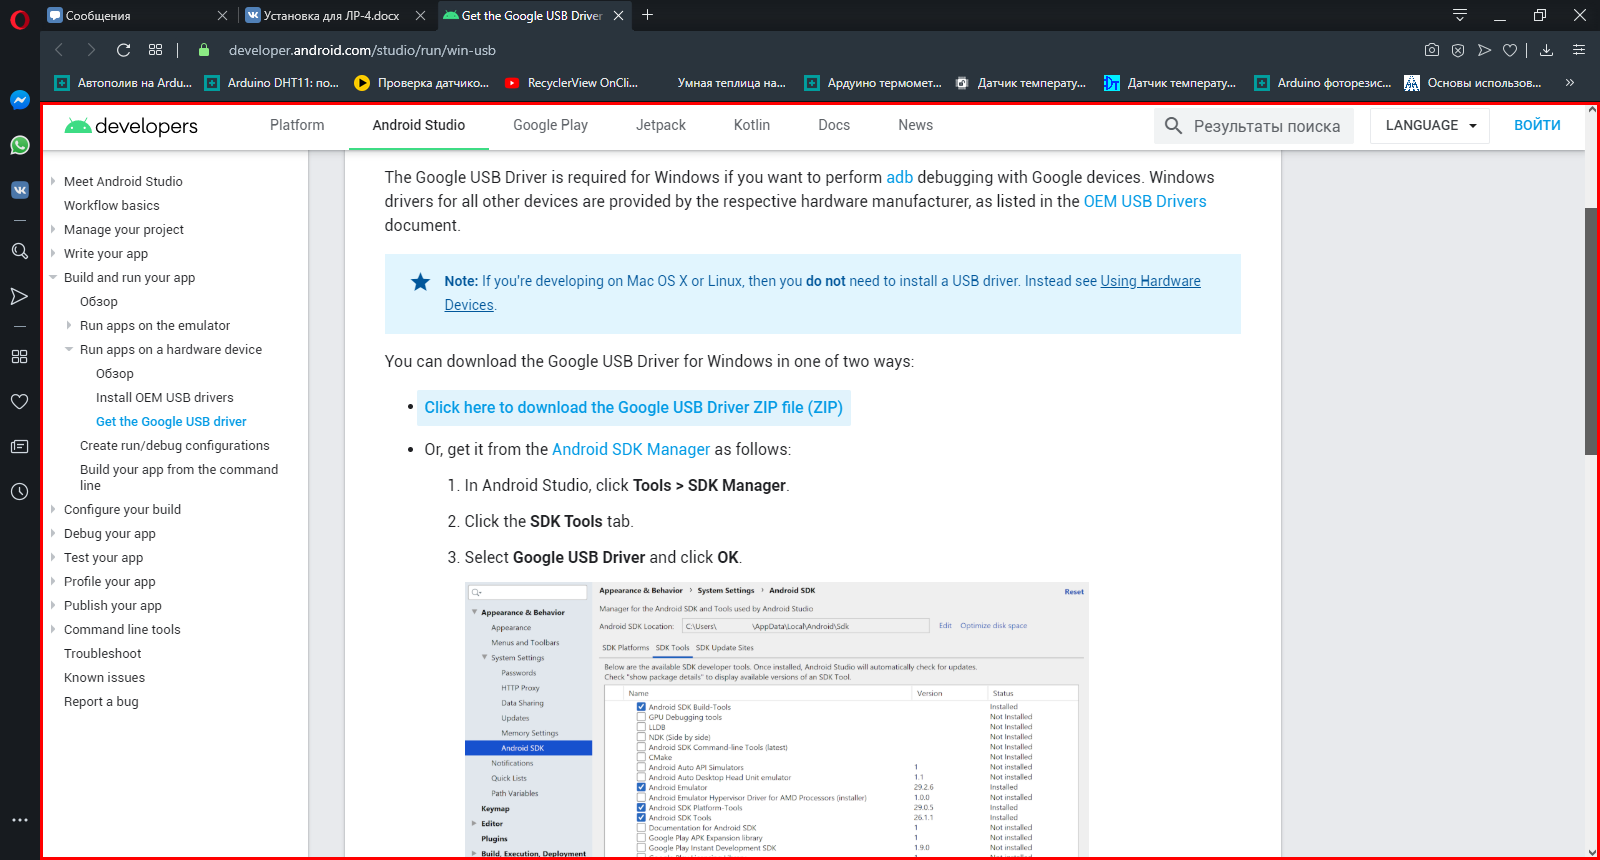 Сообщения
Установка для ЛР-4.docx
Get the Google USB Driver
developer.android.com/studio/run/win-usb
Автополив на Ardu...
Arduino DHT11: по...
Проверка датчико...
RecyclerView OnCli...
Умная теплица на...
Ардуино термомет...
Датчик температу...
Датчик температу...
Arduino фоторезис...
Основы использов...
developers
Platform
Android Studio
Google Play
Jetpack
Kotlin
Docs
News
Результаты поиска
LANGUAGE
ВОЙТИ
Meet Android Studio
Workflow basics
Manage your project
Write your app
Build and run your app
Обзор
Run apps on the emulator
Run apps on a hardware device
Обзор
Install OEM USB drivers
Get the Google USB driver
Create run/debug configurations
Build your app from the command
line
Configure your build
Debug your app
Test your app
Profile your app
Publish your app
Command line tools
Troubleshoot
Known issues
Report a bug
The Google USB Driver is required for Windows if you want to perform adb debugging with Google devices. Windows
drivers for all other devices are provided by the respective hardware manufacturer, as listed in the OEM USB Drivers
document.
Note: If you're developing on Mac OS X or Linux, then you do not need to install a USB driver. Instead see Using Hardware
Devices.
You can download the Google USB Driver for Windows in one of two ways:
• Click here to download the Google USB Driver ZIP file (ZIP)
• Or, get it from the Android SDK Manager as follows:
1. In Android Studio, click Tools > SDK Manager.
2. Click the SDK Tools tab.
3. Select Google USB Driver and click OK.
Appearance & Behavior
Appearance
Menus and Toolbars
System Settings
Passwords
HTTP Proxy
Data Sharing
Updates
Memory Settings
Android SDK
Notifications
Quick Lists
Path Variables
Keymap
Editor
Plugins
Build, Execution, Deployment
Appearance & Behavior › System Settings › Android SDK
Reset
Manager for the Android SDK and Tools used by Android Studio
Android SDK Location: C:\Users\ \AppData\Local\Android\Sdk Edit Optimize disk space
SDK Platforms SDK Tools SDK Update Sites
Below are the available SDK developer tools. Once installed, Android Studio will automatically check for updates.
Check "show package details" to display available versions of an SDK Tool.
Name Version Status
Android SDK Build-Tools Installed
GPU Debugging tools Not Installed
LLDB Not Installed
NDK (Side by side) Not Installed
Android SDK Command-line Tools (latest) Not Installed
CMake Not Installed
Android Auto API Simulators 1 Not installed
Android Auto Desktop Head Unit emulator 1.1 Not installed
Android Emulator 29.2.6 Installed
Android Emulator Hypervisor Driver for AMD Processors (installer) 1.0.0 Not installed
Android SDK Platform-Tools 29.0.5 Installed
Android SDK Tools 26.1.1 Installed
Documentation for Android SDK 1 Not installed
Google Play APK Expansion library 1 Not installed
Google Play Instant Development SDK 1.9.0 Not installed